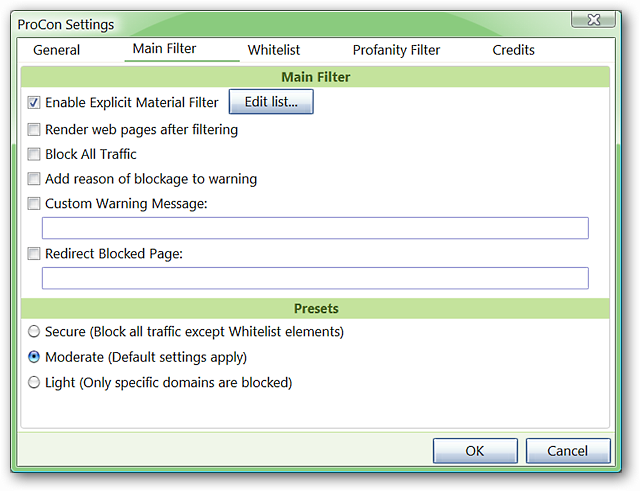 ProCon Settings
General Main Filter Whitelist Profanity Filter Credits
Main Filter
Enable Explicit Material Filter Edit list...
Render web pages after filtering
Block All Traffic
Add reason of blockage to warning
Custom Warning Message:
Redirect Blocked Page:
Presets
Secure (Block all traffic except Whitelist elements)
Moderate (Default settings apply)
Light (Only specific domains are blocked)
OK Cancel